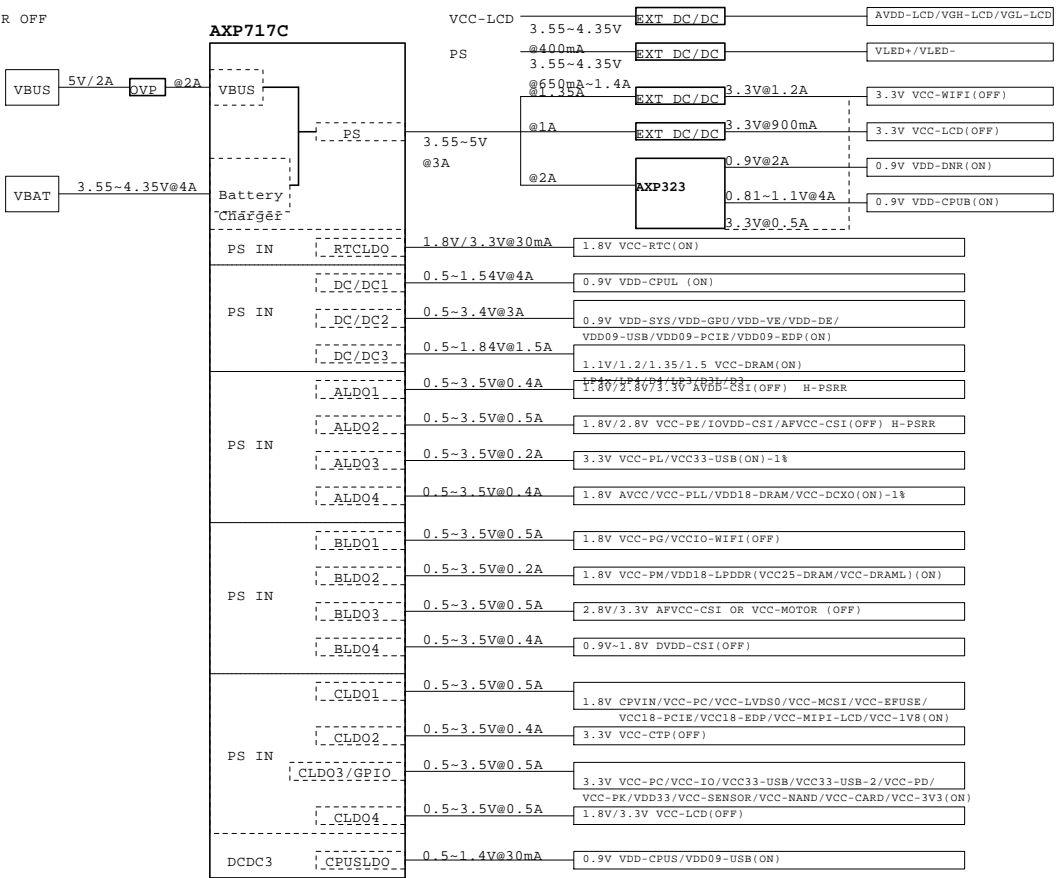 R OFF
AXP717C
VCC-LCD
3.55~4.35V
@400mA
EXT DC/DC
AVDD-LCD/VGH-LCD/VGL-LCD
PS
3.55~4.35V
@650mA~1.4A
EXT DC/DC
VLED+/VLED-
VBUS
5V/2A
OVP
@2A
VBUS
@1.35A
EXT DC/DC
3.3V@1.2A
3.3V VCC-WIFI(OFF)
PS
3.55~5V
@3A
@1A
EXT DC/DC
3.3V@900mA
3.3V VCC-LCD(OFF)
@2A
AXP323
0.9V@2A
0.9V VDD-DNR(ON)
0.81~1.1V@4A
0.9V VDD-CPUB(ON)
3.3V@0.5A
VBAT
3.55~4.35V@4A
Battery
Charger
PS IN
RTCLDO
1.8V/3.3V@30mA
1.8V VCC-RTC(ON)
PS IN
DC/DC1
0.5~1.54V@4A
0.9V VDD-CPUL (ON)
DC/DC2
0.5~3.4V@3A
0.9V VDD-SYS/VDD-GPU/VDD-VE/VDD-DE/
VDD09-USB/VDD09-PCIE/VDD09-EDP(ON)
DC/DC3
0.5~1.84V@1.5A
1.1V/1.2/1.35/1.5 VCC-DRAM(ON)
LP4x/LP4/D4/LP3/D3L/D3
PS IN
ALDO1
0.5~3.5V@0.4A
1.8V/2.8V/3.3V AVDD-CSI(OFF) H-PSRR
ALDO2
0.5~3.5V@0.5A
1.8V/2.8V VCC-PE/IOVDD-CSI/AFVCC-CSI(OFF) H-PSRR
ALDO3
0.5~3.5V@0.2A
3.3V VCC-PL/VCC33-USB(ON)-1%
ALDO4
0.5~3.5V@0.4A
1.8V AVCC/VCC-PLL/VDD18-DRAM/VCC-DCXO(ON)-1%
PS IN
BLDO1
0.5~3.5V@0.5A
1.8V VCC-PG/VCCIO-WIFI(OFF)
BLDO2
0.5~3.5V@0.2A
1.8V VCC-PM/VDD18-LPDDR(VCC25-DRAM/VCC-DRAML)(ON)
BLDO3
0.5~3.5V@0.5A
2.8V/3.3V AFVCC-CSI OR VCC-MOTOR (OFF)
BLDO4
0.5~3.5V@0.4A
0.9V~1.8V DVDD-CSI(OFF)
PS IN
CLDO1
0.5~3.5V@0.5A
1.8V CPVIN/VCC-PC/VCC-LVDS0/VCC-MCSI/VCC-EFUSE/
VCC18-PCIE/VCC18-EDP/VCC-MIPI-LCD/VCC-1V8(ON)
CLDO2
0.5~3.5V@0.4A
3.3V VCC-CTP(OFF)
CLDO3/GPIO
0.5~3.5V@0.5A
3.3V VCC-PC/VCC-IO/VCC33-USB/VCC33-USB-2/VCC-PD/
VCC-PK/VDD33/VCC-SENSOR/VCC-NAND/VCC-CARD/VCC-3V3(ON)
CLDO4
0.5~3.5V@0.5A
1.8V/3.3V VCC-LCD(OFF)
DCDC3
CPUSLDO
0.5~1.4V@30mA
0.9V VDD-CPUS/VDD09-USB(ON)